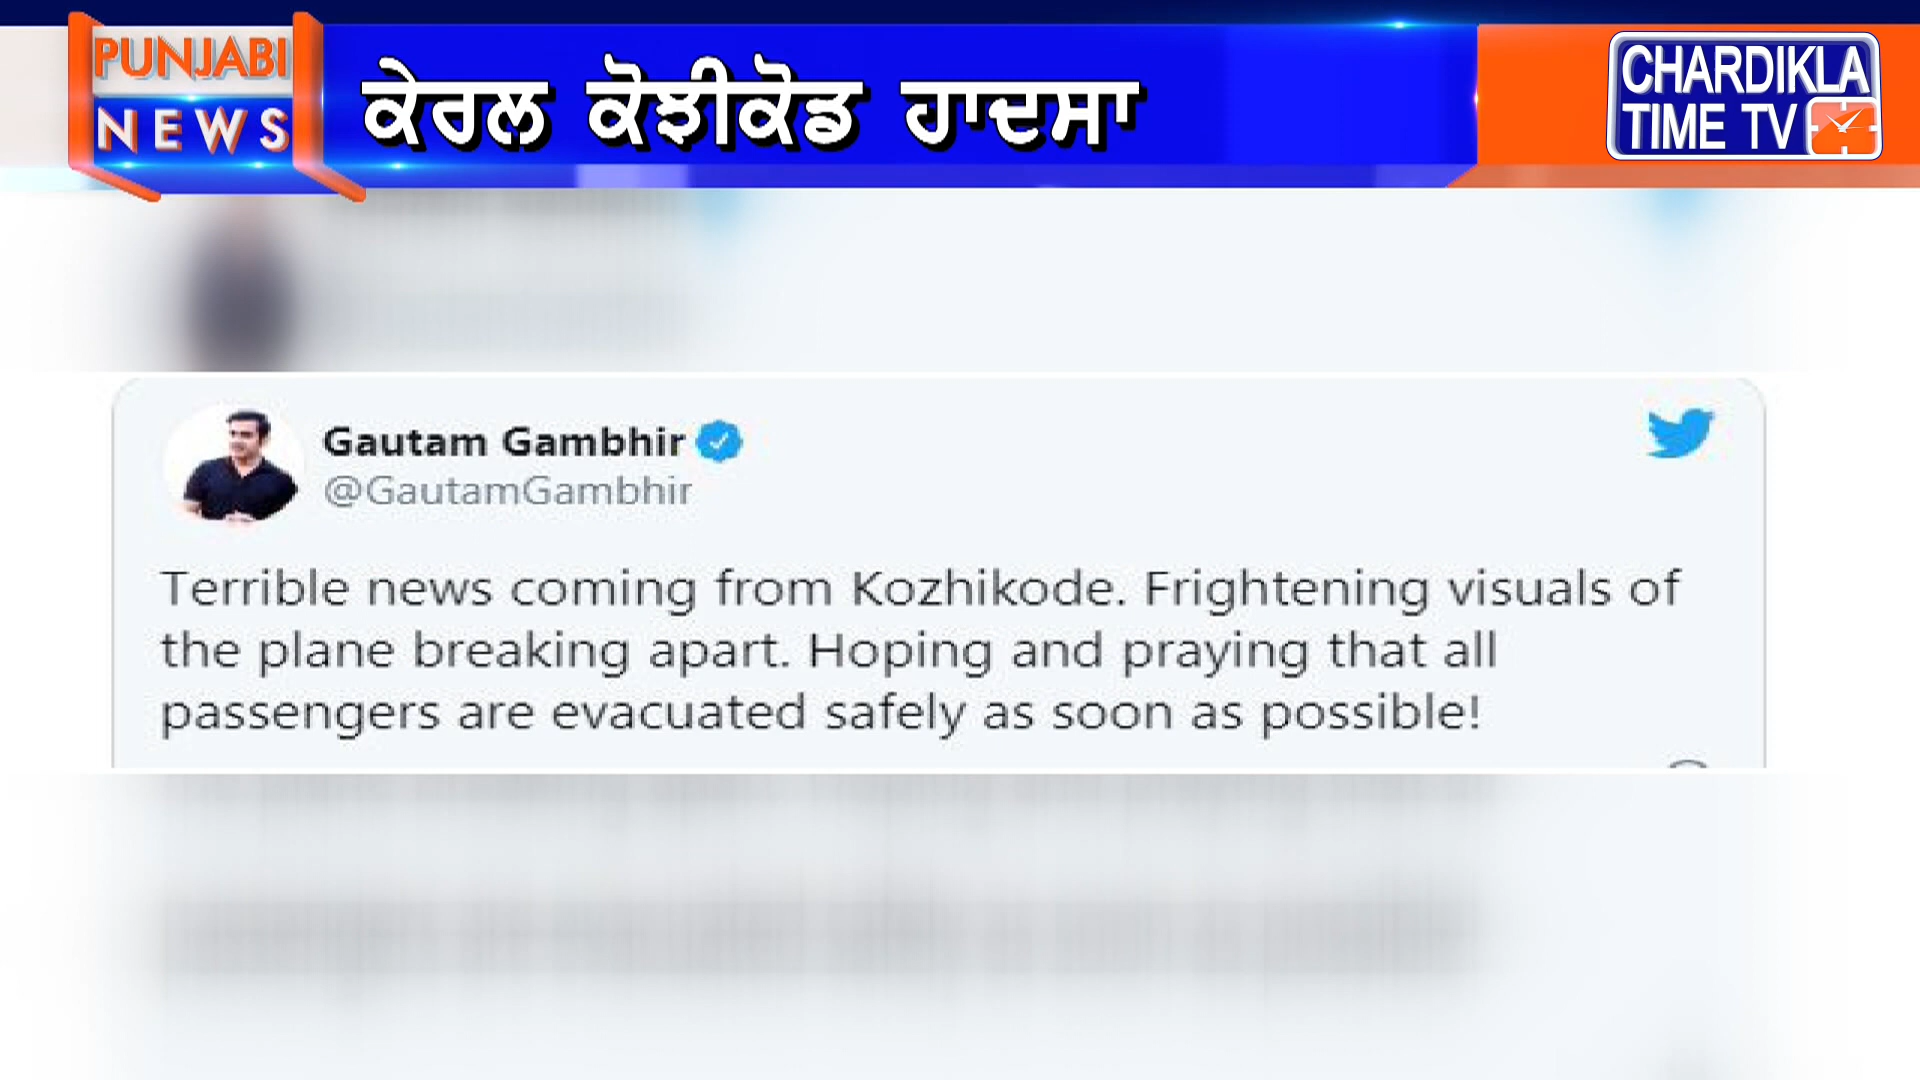 PUNJABI
NEWS
ਕੇਰਲ ਕੋਝੀਕੋਡ ਹਾਦਸਾ
CHARDIKLA
TIME TV
Gautam Gambhir
@GautamGambhir
Terrible news coming from Kozhikode. Frightening visuals of
the plane breaking apart. Hoping and praying that all
passengers are evacuated safely as soon as possible!